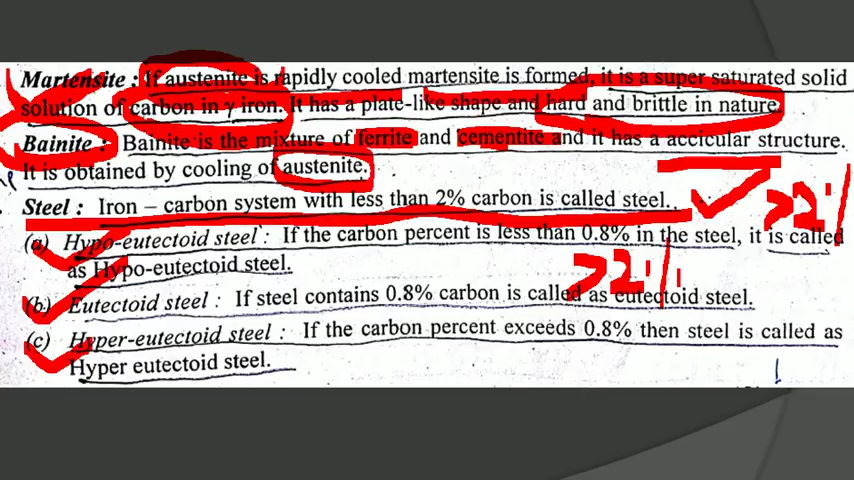 Martensite : If austenite is rapidly cooled martensite is formed, it is a super saturated solid
solution of carbon in γ iron. It has a plate-like shape and hard and brittle in nature.
Bainite : Bainite is the mixture of ferrite and cementite and it has a accicular structure.
It is obtained by cooling of austenite.
Steel : Iron – carbon system with less than 2% carbon is called steel..
>2%
(a) Hypo-eutectoid steel : If the carbon percent is less than 0.8% in the steel, it is called
as Hypo-eutectoid steel.
>2%
(b) Eutectoid steel : If steel contains 0.8% carbon is called as eutectoid steel.
(c) Hyper-eutectoid steel : If the carbon percent exceeds 0.8% then steel is called as
Hyper eutectoid steel.